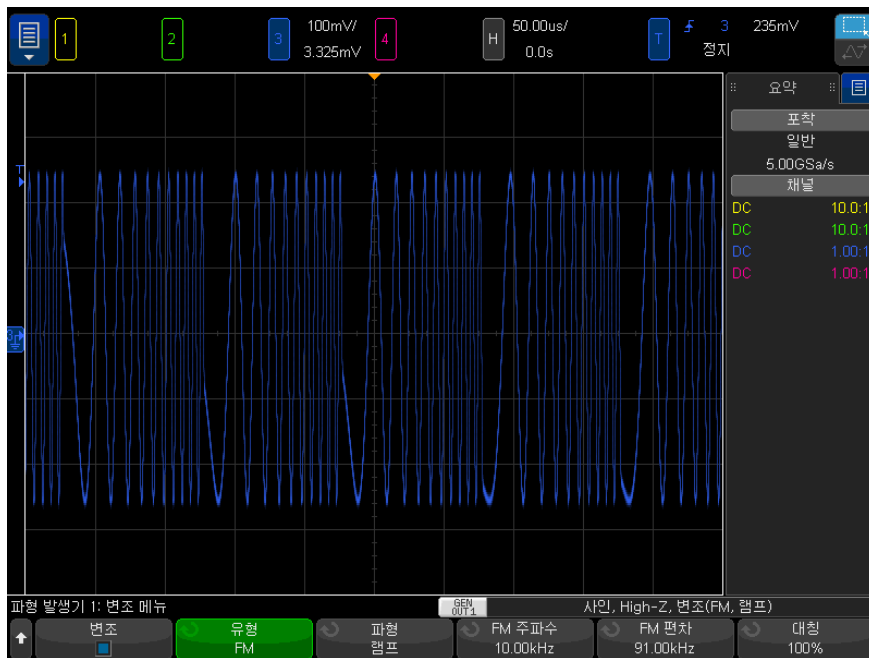 1
2
3
100mV/
3.325mV
4
H
50.00us/
0.0s
T
3
235mV
정지
요약
포착
일반
5.00GSa/s
채널
DC 10.0:1
DC 10.0:1
DC 1.00:1
DC 1.00:1
T
3
파형 발생기 1: 변조 메뉴
GEN
OUT1
사인, High-Z, 변조(FM, 램프)
변조
유형
FM
파형
램프
FM 주파수
10.00kHz
FM 편차
91.00kHz
대칭
100%